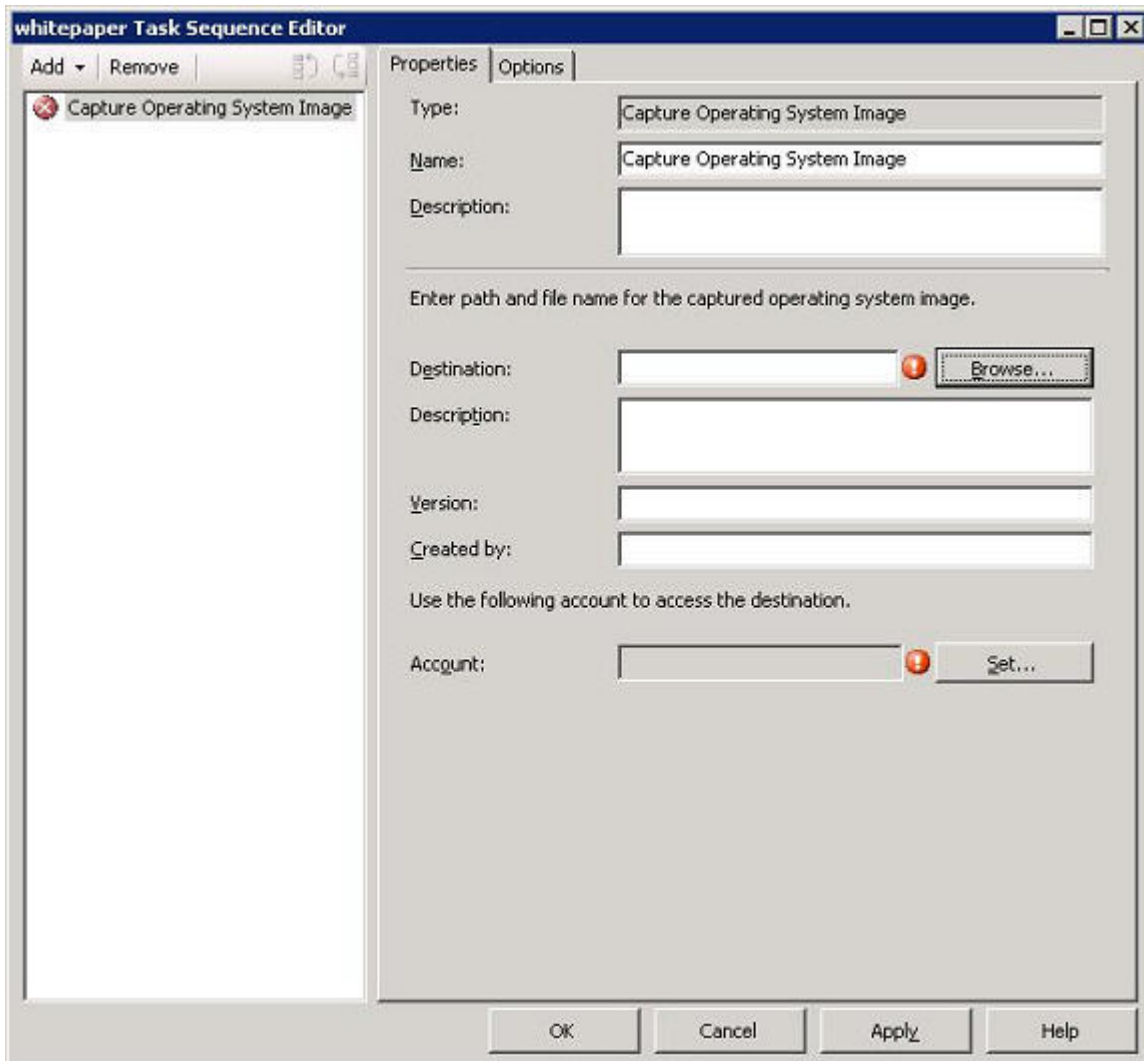 whitepaper Task Sequence Editor
Add Remove
Capture Operating System Image
Properties Options
Type: Capture Operating System Image
Name: Capture Operating System Image
Description:
Enter path and file name for the captured operating system image.
Destination: Browse...
Description:
Version:
Created by:
Use the following account to access the destination.
Account: Set...
OK Cancel Apply Help